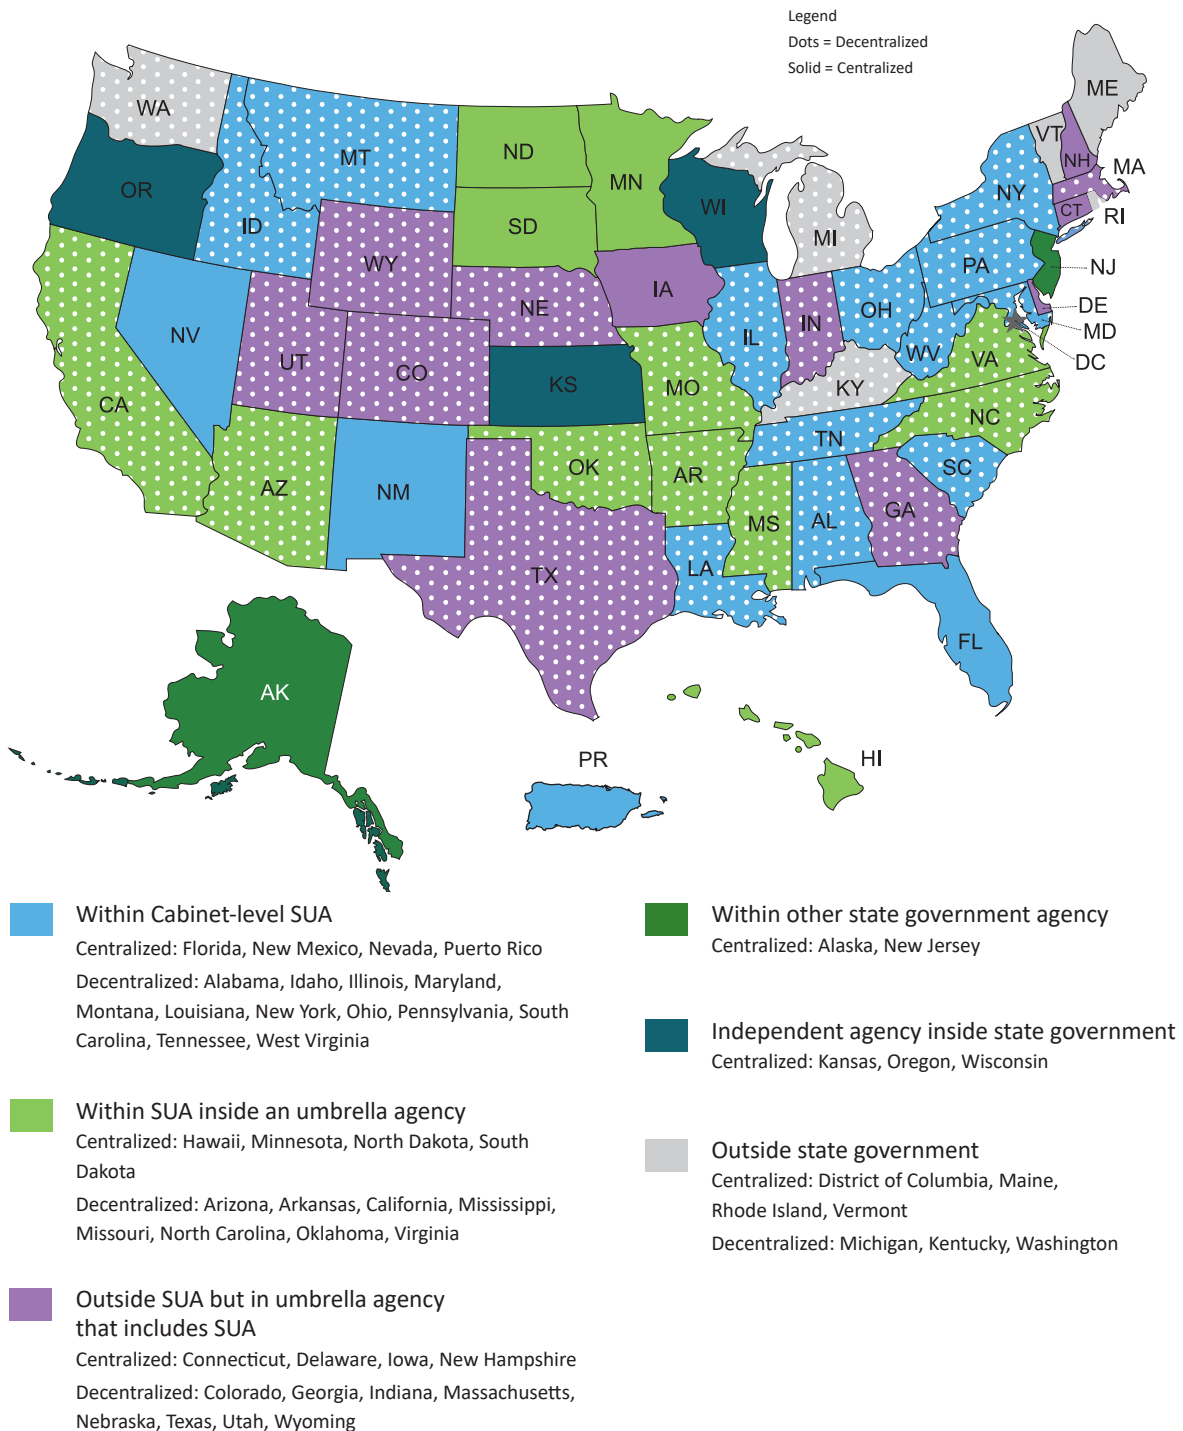 Legend
Dots = Decentralized
Solid = Centralized
WA
OR
MT
ID
WY
NV
UT
CO
CA
AZ
NM
ND
SD
MN
NE
IA
KS
WI
MI
IL
IN
OH
MO
KY
WV
OK
AR
TN
TX
LA
MS
AL
GA
SC
NC
VA
FL
PA
NY
VT
NH
ME
MA
CT
RI
NJ
DE
MD
DC
AK
PR
HI
Within Cabinet-level SUA
Centralized: Florida, New Mexico, Nevada, Puerto Rico
Decentralized: Alabama, Idaho, Illinois, Maryland,
Montana, Louisiana, New York, Ohio, Pennsylvania, South
Carolina, Tennessee, West Virginia
Within SUA inside an umbrella agency
Centralized: Hawaii, Minnesota, North Dakota, South
Dakota
Decentralized: Arizona, Arkansas, California, Mississippi,
Missouri, North Carolina, Oklahoma, Virginia
Outside SUA but in umbrella agency
that includes SUA
Centralized: Connecticut, Delaware, Iowa, New Hampshire
Decentralized: Colorado, Georgia, Indiana, Massachusetts,
Nebraska, Texas, Utah, Wyoming
Within other state government agency
Centralized: Alaska, New Jersey
Independent agency inside state government
Centralized: Kansas, Oregon, Wisconsin
Outside state government
Centralized: District of Columbia, Maine,
Rhode Island, Vermont
Decentralized: Michigan, Kentucky, Washington